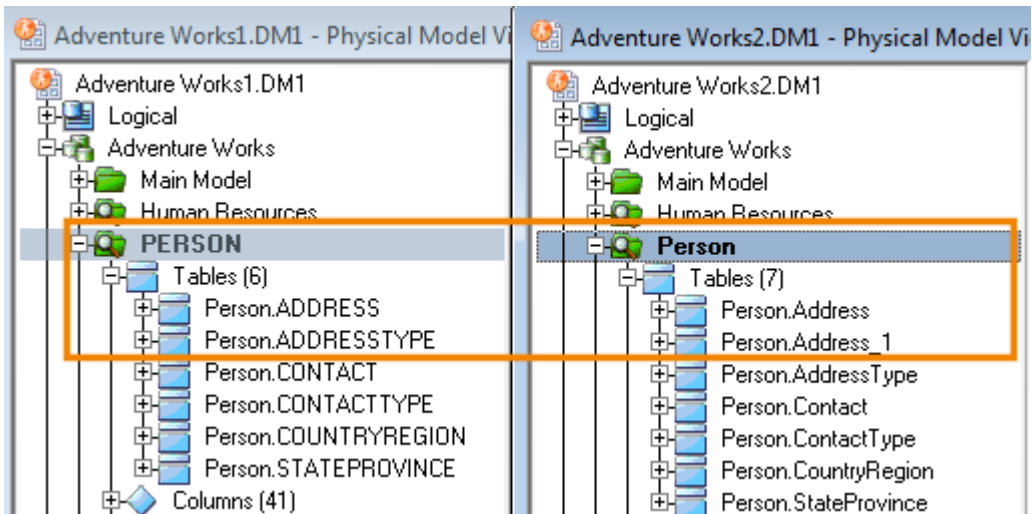 Adventure Works1.DM1 - Physical Model Vi
Adventure Works1.DM1
Logical
Adventure Works
Main Model
Human Resources
PERSON
Tables (6)
Person.ADDRESS
Person.ADDRESSTYPE
Person.CONTACT
Person.CONTACTTYPE
Person.COUNTRYREGION
Person.STATEPROVINCE
Columns (41)
Adventure Works2.DM1 - Physical Model Vi
Adventure Works2.DM1
Logical
Adventure Works
Main Model
Human Resources
Person
Tables (7)
Person.Address
Person.Address_1
Person.AddressType
Person.Contact
Person.ContactType
Person.CountryRegion
Person.StateProvince